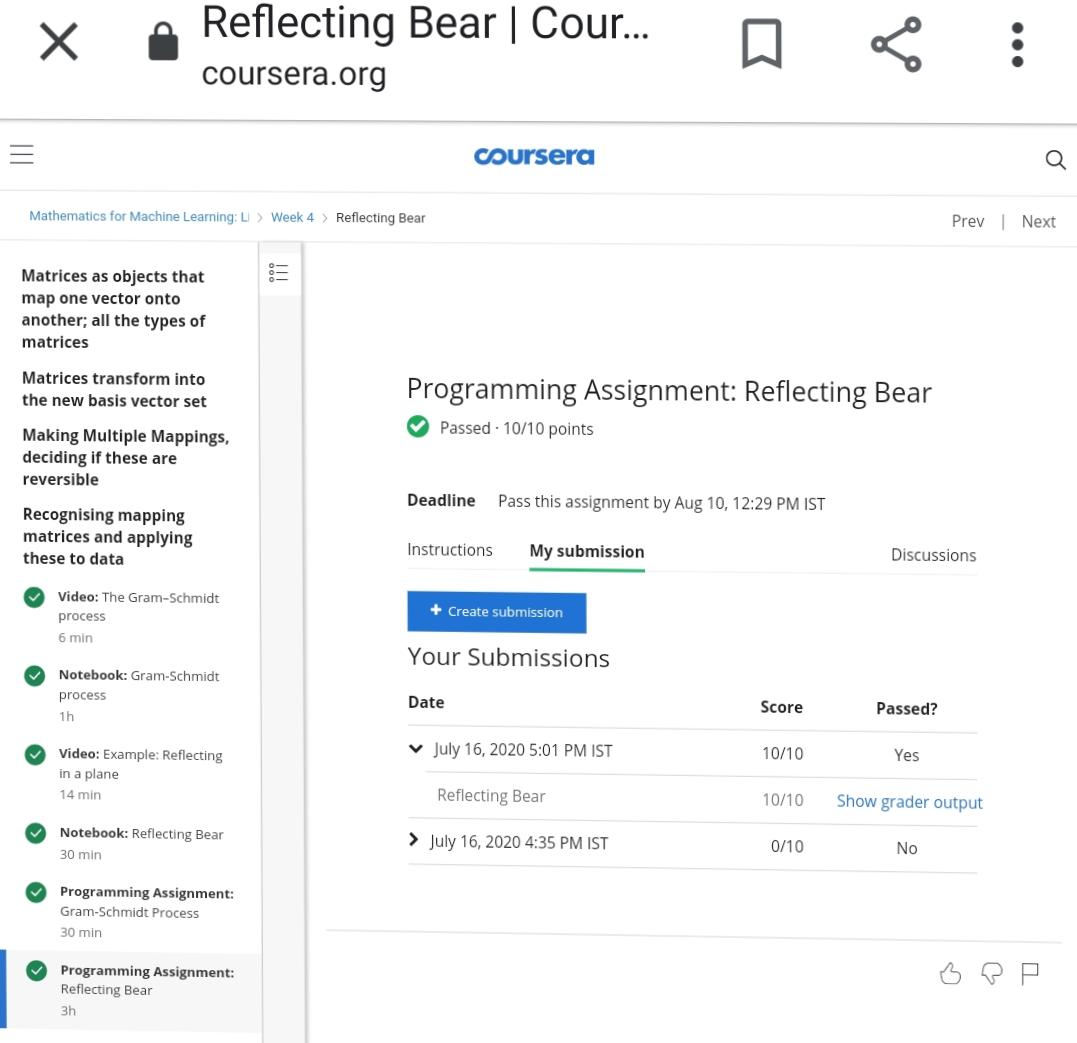 Reflecting Bear | Cour...
coursera.org
coursera
Mathematics for Machine Learning: Li > Week 4 > Reflecting Bear
Prev | Next
Matrices as objects that
map one vector onto
another; all the types of
matrices
Matrices transform into
the new basis vector set
Making Multiple Mappings,
deciding if these are
reversible
Recognising mapping
matrices and applying
these to data
Video: The Gram–Schmidt
process
6 min
Notebook: Gram-Schmidt
process
1h
Video: Example: Reflecting
in a plane
14 min
Notebook: Reflecting Bear
30 min
Programming Assignment:
Gram-Schmidt Process
30 min
Programming Assignment:
Reflecting Bear
3h
Programming Assignment: Reflecting Bear
Passed · 10/10 points
Deadline Pass this assignment by Aug 10, 12:29 PM IST
Instructions My submission Discussions
+ Create submission
Your Submissions
Date Score Passed?
July 16, 2020 5:01 PM IST 10/10 Yes
Reflecting Bear 10/10 Show grader output
July 16, 2020 4:35 PM IST 0/10 No